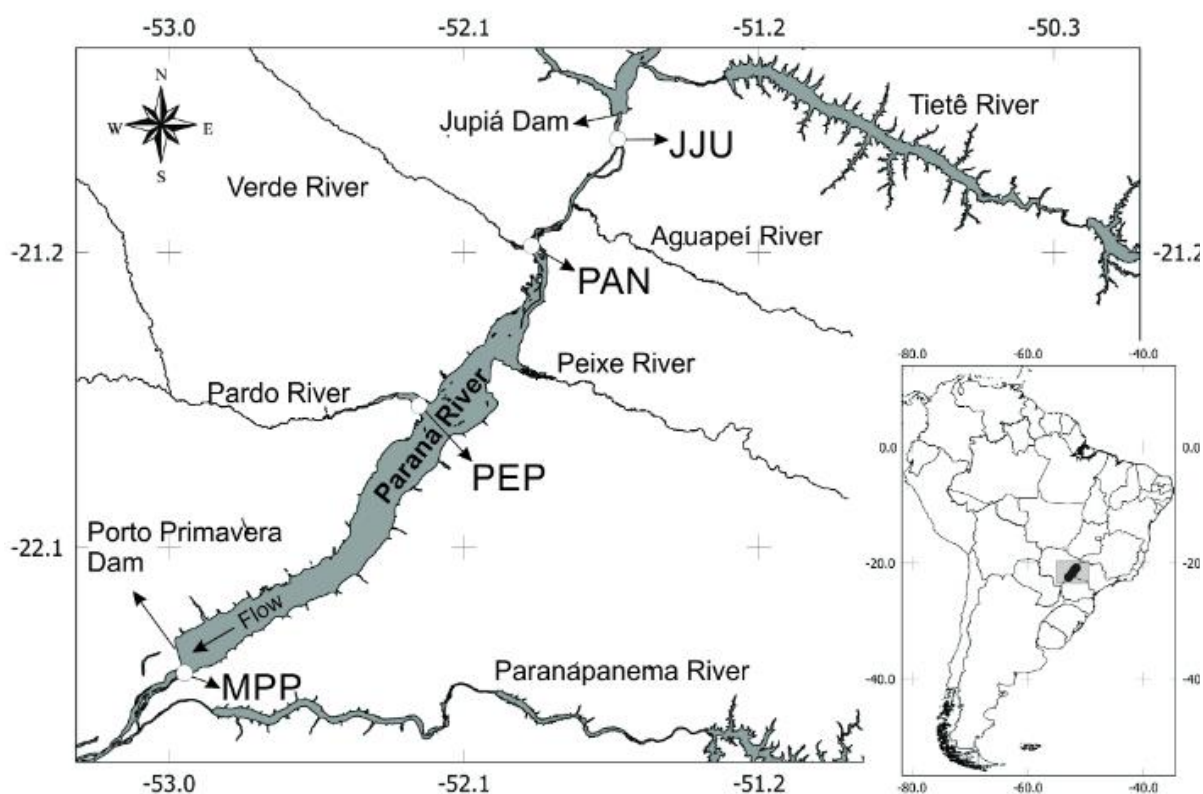 -53.0 -52.1 -51.2 -50.3
N
W E
S
Jupiá Dam
JJU
Tietê River
Verde River
Aguapeí River
-21.2 -21.2
PAN
Peixe River
Pardo River
Paraná River
PEP
Porto Primavera
Dam
-22.1
Flow
MPP
Paranápanema River
-53.0 -52.1 -51.2
-80.0 -60.0 -40.0
0.0 0.0
-20.0 -20
-40.0 -40
-80.0 -60.0 -40.0